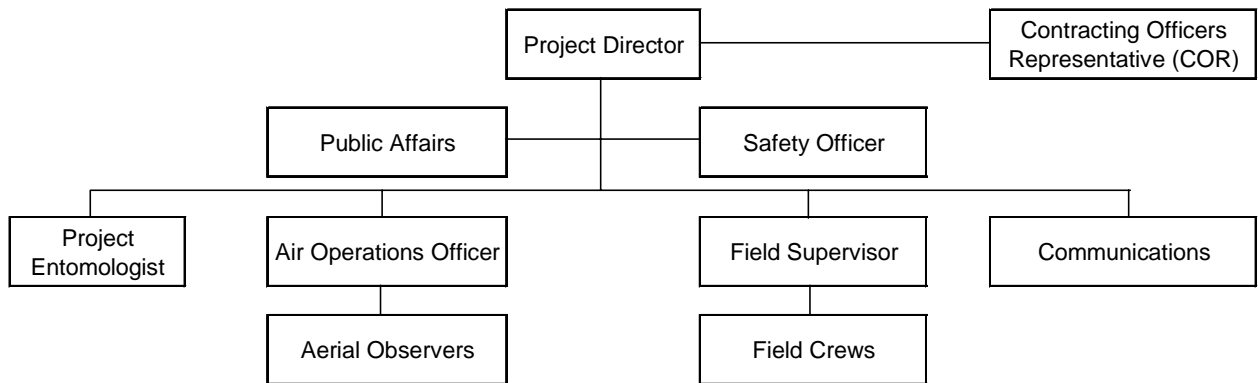 Project Director
Contracting Officers
Representative (COR)
Public Affairs
Safety Officer
Project
Entomologist
Air Operations Officer
Field Supervisor
Communications
Aerial Observers
Field Crews